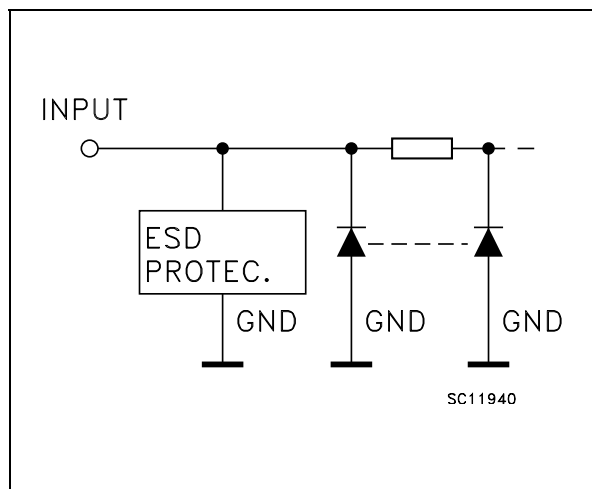 INPUT
ESD
PROTEC.
GND
GND
GND
SC11940